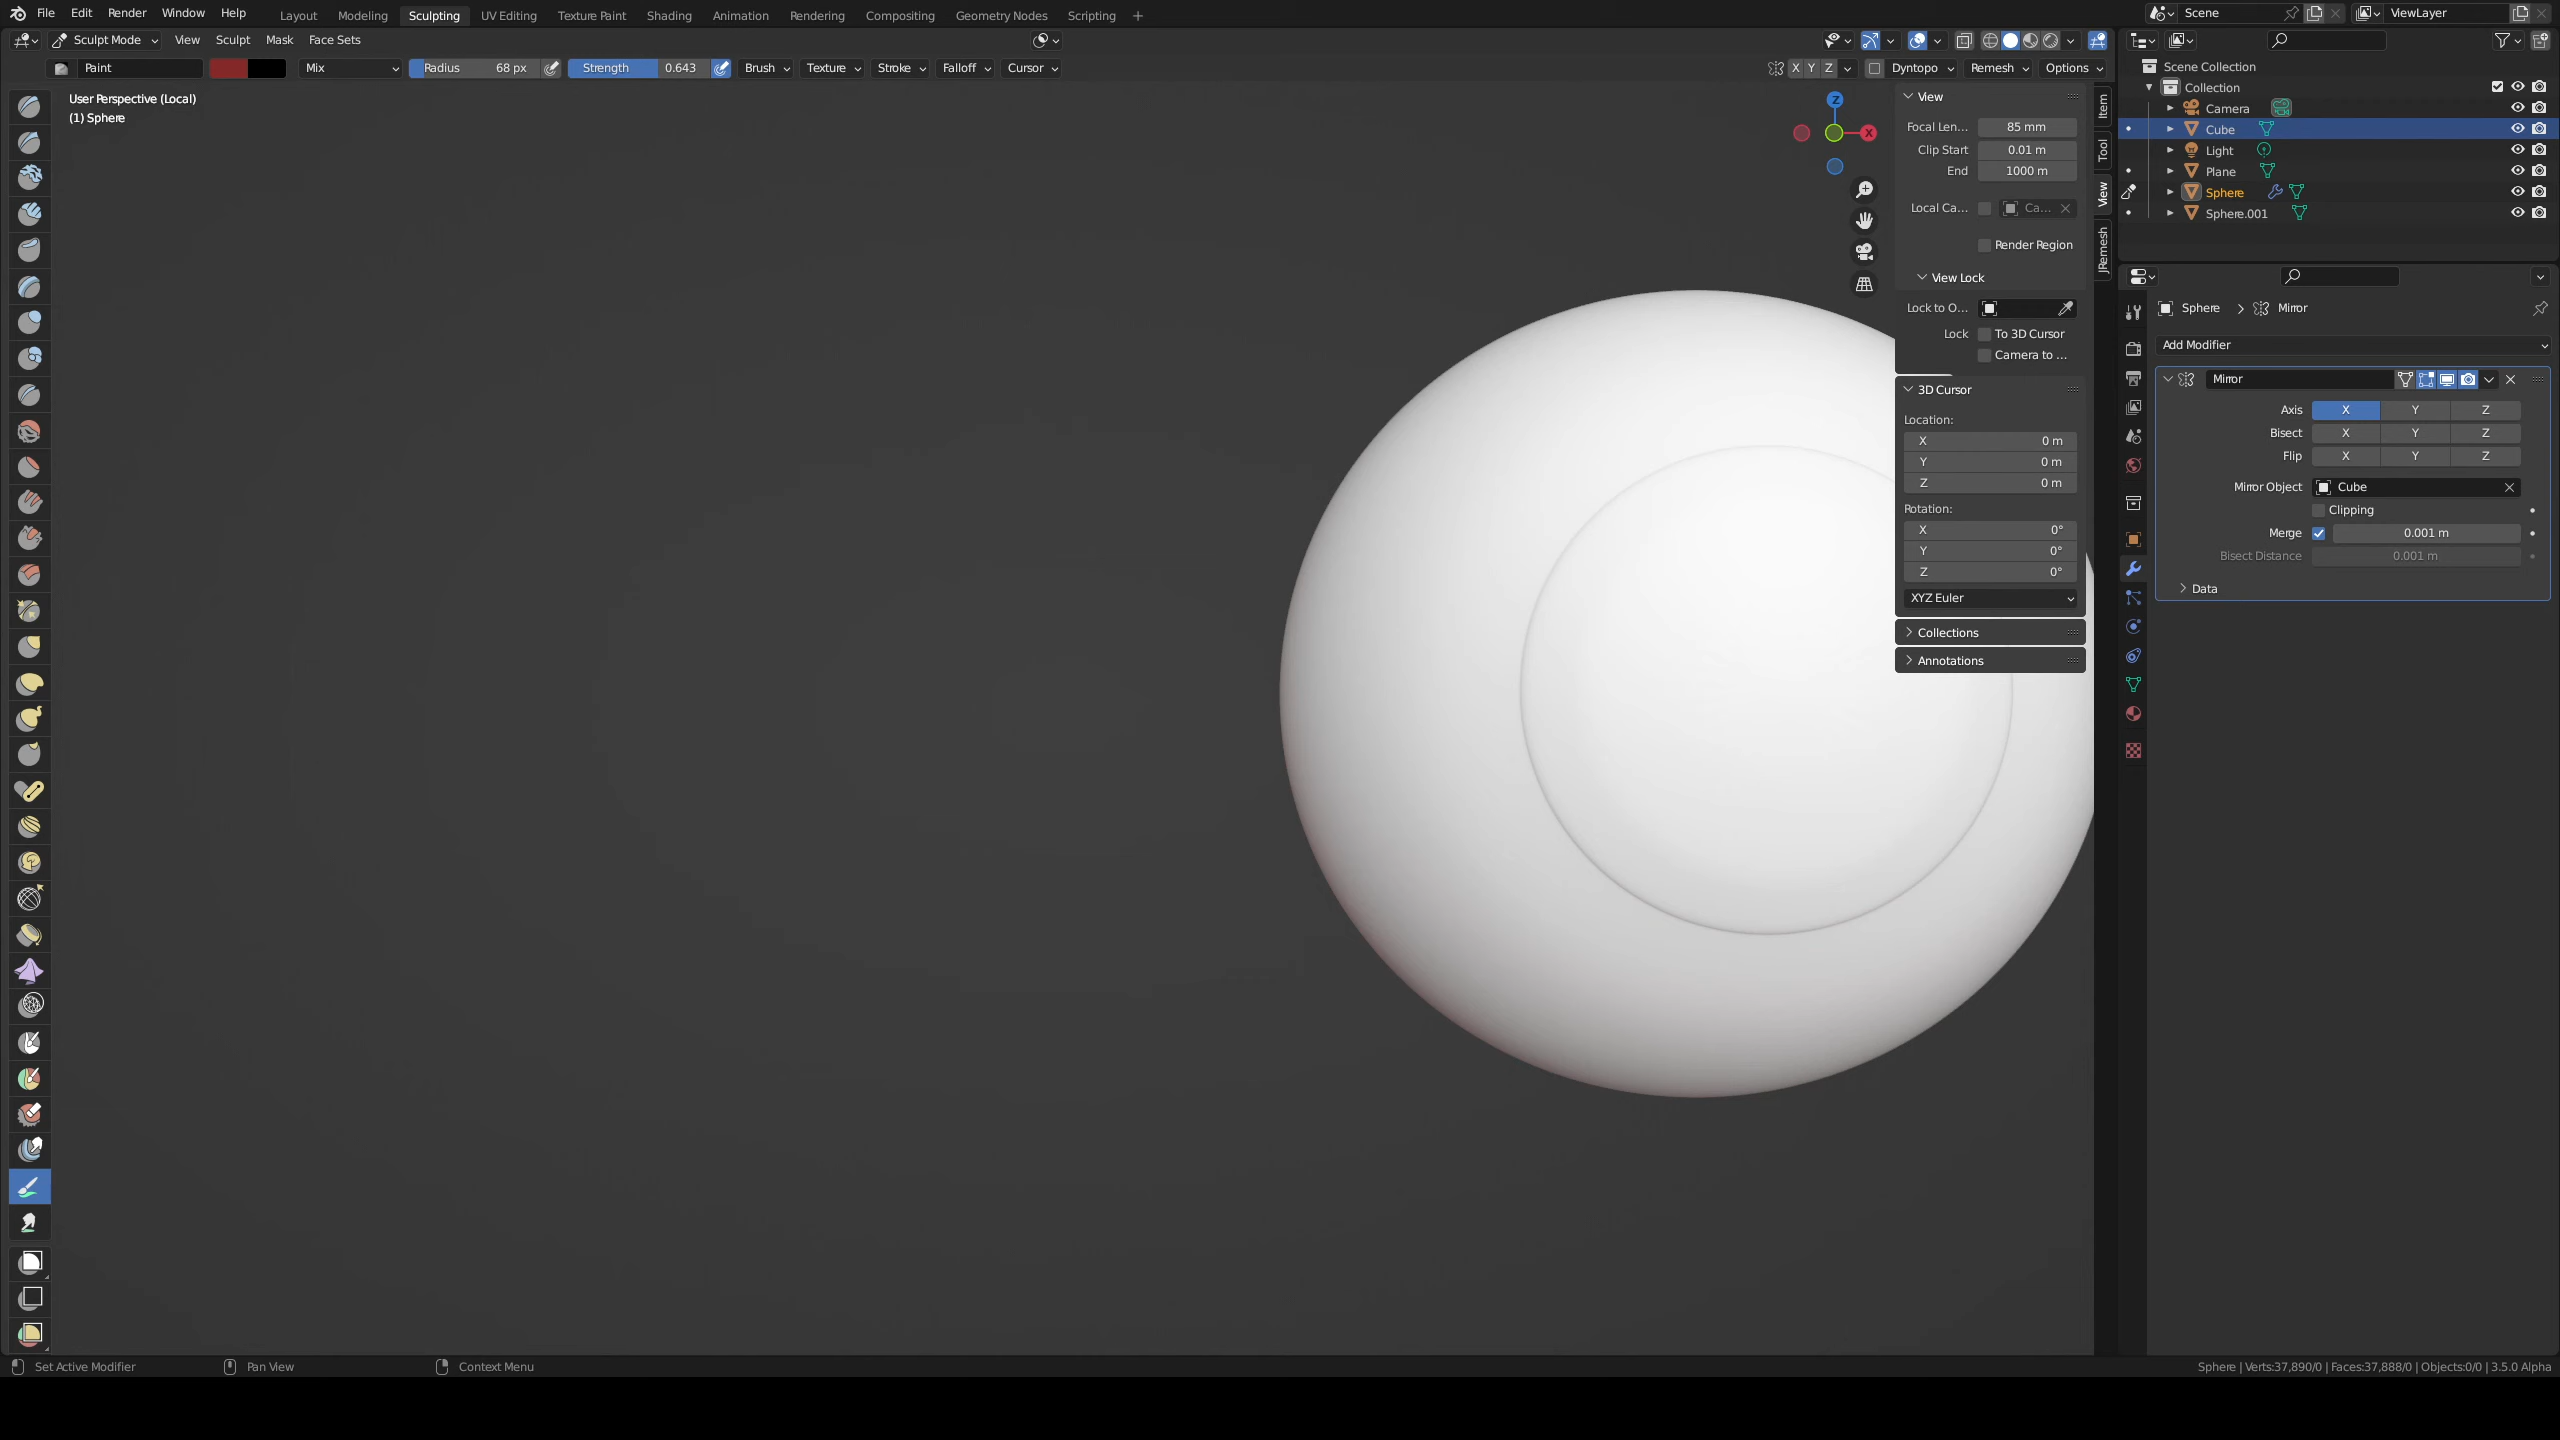 File Edit Render Window Help Layout Modeling Sculpting UV Editing Texture Paint Shading Animation Rendering Compositing Geometry Nodes Scripting + Scene ViewLayer
Sculpt Mode View Sculpt Mask Face Sets
Paint Mix Radius 68 px Strength 0.643 Brush Texture Stroke Falloff Cursor X Y Z Dyntopo Remesh Options
User Perspective (Local)
(1) Sphere
Z
X
View
Focal Len... 85 mm
Clip Start 0.01 m
End 1000 m
Local Ca... Ca...
Render Region
View Lock
Lock to O...
Lock To 3D Cursor
Camera to ...
3D Cursor
Location:
X 0 m
Y 0 m
Z 0 m
Rotation:
X 0°
Y 0°
Z 0°
XYZ Euler
Collections
Annotations
Item
Tool
View
JRemesh
Scene Collection
Collection
Camera
Cube
Light
Plane
Sphere
Sphere.001
Sphere > Mirror
Add Modifier
Mirror
Axis X Y Z
Bisect X Y Z
Flip X Y Z
Mirror Object Cube
Clipping
Merge 0.001 m
Bisect Distance 0.001 m
Data
Set Active Modifier Pan View Context Menu Sphere | Verts:37,890/0 | Faces:37,888/0 | Objects:0/0 | 3.5.0 Alpha